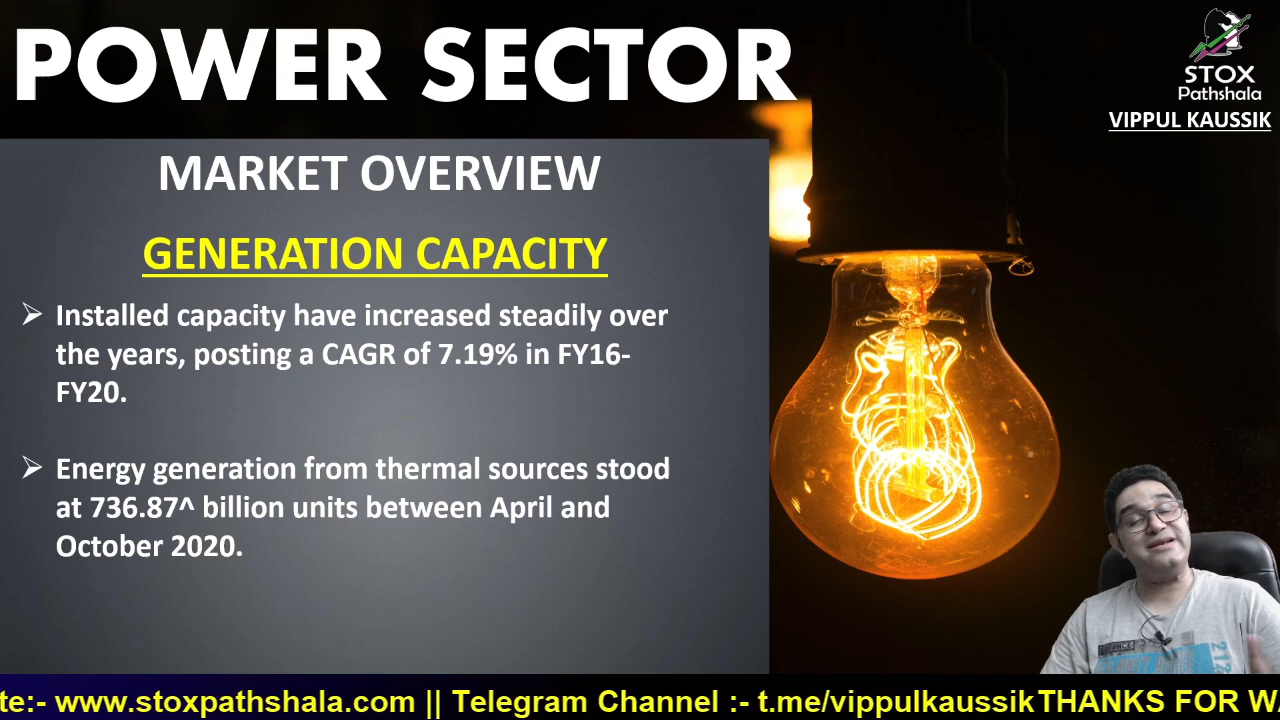 POWER SECTOR
STOX
Pathshala
VIPPUL KAUSSIK
MARKET OVERVIEW
GENERATION CAPACITY
➢ Installed capacity have increased steadily over
the years, posting a CAGR of 7.19% in FY16-
FY20.
➢ Energy generation from thermal sources stood
at 736.87^ billion units between April and
October 2020.
te:- www.stoxpathshala.com || Telegram Channel :- t.me/vippulkaussik THANKS FOR WA